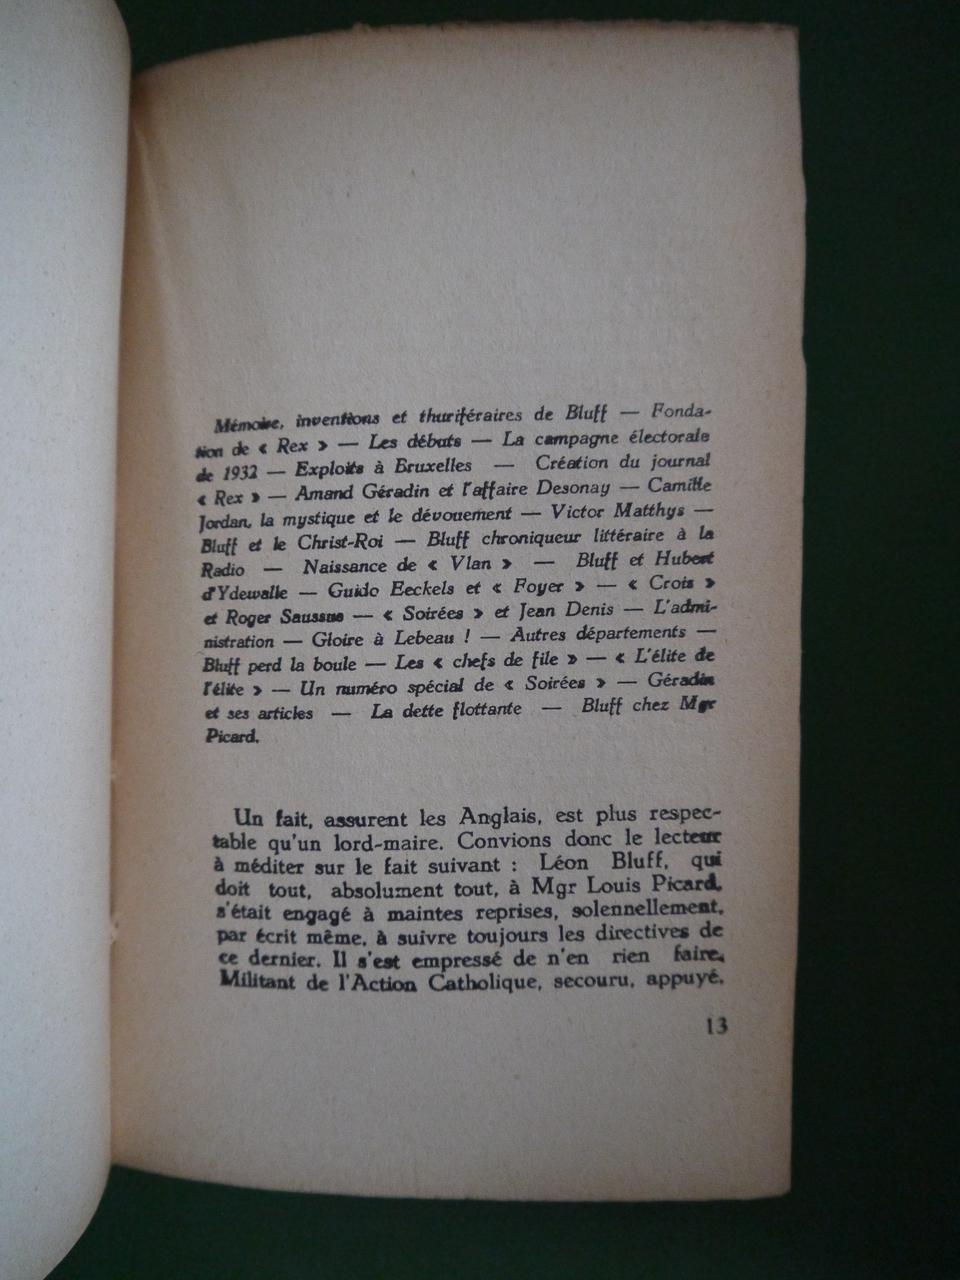 Mémoire, inventions et thuriféraires de Bluff — Fonda-
tion de « Rex » — Les débuts — La campagne électorale
de 1932 — Exploits à Bruxelles — Création du journal
« Rex » — Amand Géradin et l'affaire Desonay — Camille
Jordan, la mystique et le dévouement — Victor Matthys —
Bluff et le Christ-Roi — Bluff chroniqueur littéraire à la
Radio — Naissance de « Vlan » — Bluff et Hubert
d'Ydewalle — Guido Eeckels et « Foyer » — « Crois »
et Roger Saussus — « Soirées » et Jean Denis — L'admi-
nistration — Gloire à Lebeau ! — Autres départements —
Bluff perd la boule — Les « chefs de file » — « L'élite de
l'élite » — Un numéro spécial de « Soirées » — Géradin
et ses articles — La dette flottante — Bluff chez Mgr
Picard.
Un fait, assurent les Anglais, est plus respec-
table qu'un lord-maire. Convions donc le lecteur
à méditer sur le fait suivant : Léon Bluff, qui
doit tout, absolument tout, à Mgr Louis Picard,
s'était engagé à maintes reprises, solennellement,
par écrit même, à suivre toujours les directives de
ce dernier. Il s'est empressé de n'en rien faire.
Militant de l'Action Catholique, secouru, appuyé,
13